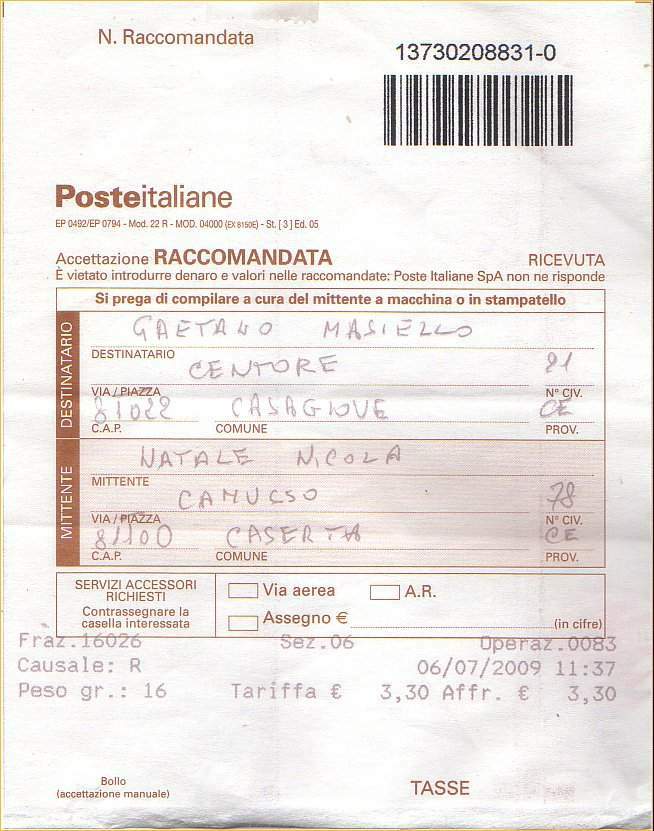 N. Raccomandata
13730208831-0
Posteitaliane
EP 0492/EP 0794 - Mod. 22 R - MOD. 04000 (EX 8150E) - St. [ 3 ] Ed. 05
Accettazione RACCOMANDATA RICEVUTA
È vietato introdurre denaro e valori nelle raccomandate: Poste Italiane SpA non ne risponde
Si prega di compilare a cura del mittente a macchina o in stampatello
DESTINATARIO
GAETANO MASIELLO
DESTINATARIO
CENTORE 21
VIA / PIAZZA N° CIV.
81022 CASAGIOVE CE
C.A.P. COMUNE PROV.
MITTENTE
NATALE NICOLA
MITTENTE
CANUCSO 78
VIA / PIAZZA N° CIV.
81100 CASERTA CE
C.A.P. COMUNE PROV.
SERVIZI ACCESSORI
RICHIESTI
Contrassegnare la
casella interessata
Via aerea A.R.
Assegno € (in cifre)
Fraz.16026 Sez.06 Operaz.0083
Causale: R 06/07/2009 11:37
Peso gr.: 16 Tariffa € 3,30 Affr. € 3,30
Bollo
(accettazione manuale)
TASSE